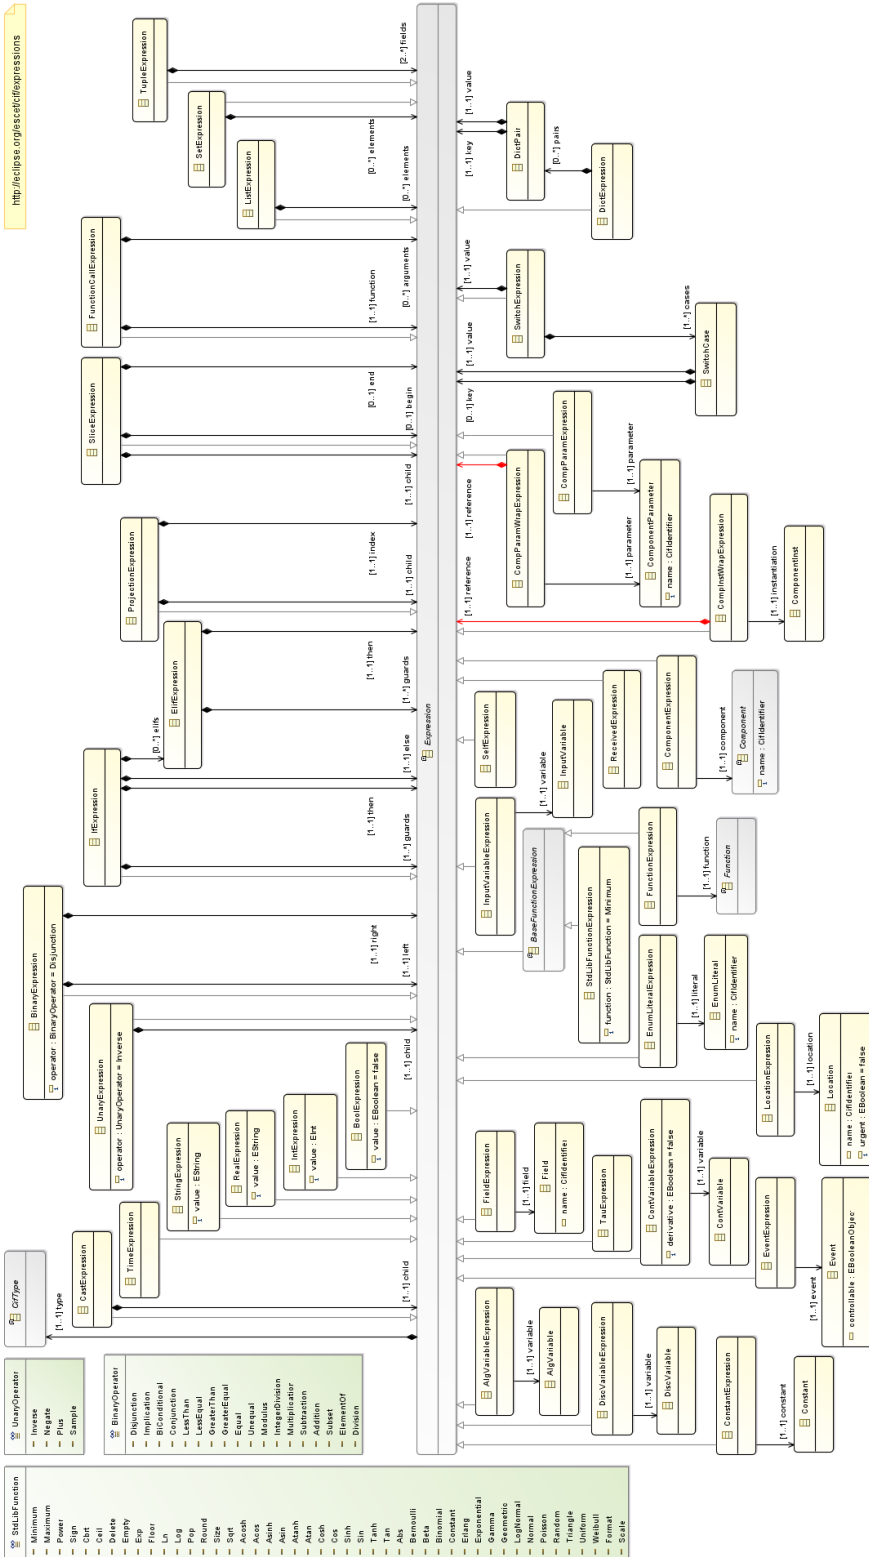 http://eclipse.org/escet/cif/expressions
TupleExpression
[2..*] fields
SetExpression
[0..*] elements
ListExpression
[0..*] elements
FunctionCallExpression
[0..*] arguments
[1..1] function
SliceExpression
[0..1] end
[0..1] begin
[1..1] child
ProjectionExpression
[1..1] index
[1..1] child
ElifExpression
[1..1] then
[1..*] guards
IfExpression
[0..*] elifs
[1..1] else
[1..1] then
[1..*] guards
BinaryExpression
operator : BinaryOperator = Disjunction
[1..1] right
[1..1] left
UnaryExpression
operator : UnaryOperator = Inverse
[1..1] child
BoolExpression
value : EBoolean = false
IntExpression
value : EInt
RealExpression
value : EString
StringExpression
value : EString
TimeExpression
CastExpression
[1..1] child
CifType
[1..1] type
Expression
[1..1] value
[1..1] key
DictPair
[0..*] pairs
DictExpression
[1..1] value
SwitchExpression
[1..*] cases
SwitchCase
[1..1] value
[0..1] key
CompParamExpression
[1..1] parameter
CompParamWrapExpression
[1..1] reference
[1..1] parameter
ComponentParameter
name : CifIdentifier
CompInstWrapExpression
[1..1] reference
[1..1] instantiation
ComponentInst
SelfExpression
ReceivedExpression
ComponentExpression
[1..1] component
Component
name : CifIdentifier
InputVariableExpression
[1..1] variable
InputVariable
BaseFunctionExpression
StdLibFunctionExpression
function : StdLibFunction = Minimum
FunctionExpression
[1..1] function
Function
EnumLiteralExpression
[1..1] literal
EnumLiteral
name : CifIdentifier
LocationExpression
[1..1] location
Location
name : CifIdentifier
urgent : EBoolean = false
FieldExpression
[1..1] field
Field
name : CifIdentifier
TauExpression
ContVariableExpression
derivative : EBoolean = false
[1..1] variable
ContVariable
EventExpression
[1..1] event
Event
controllable : EBooleanObjec
AlgVariableExpression
[1..1] variable
AlgVariable
DiscVariableExpression
[1..1] variable
DiscVariable
ConstantExpression
[1..1] constant
Constant
UnaryOperator
Inverse
Negate
Plus
Sample
BinaryOperator
Disjunction
Implication
BiConditional
Conjunction
LessThan
LessEqual
GreaterThan
GreaterEqual
Equal
Unequal
Modulus
IntegerDivision
Multiplication
Subtraction
Addition
Subset
ElementOf
Division
StdLibFunction
Minimum
Maximum
Power
Sign
Cbrt
Ceil
Delete
Empty
Exp
Floor
Ln
Log
Pop
Round
Size
Sqrt
Acosh
Acos
Asinh
Asin
Atanh
Atan
Cosh
Cos
Sinh
Sin
Tanh
Tan
Abs
Bernoulli
Beta
Binomial
Constant
Erlang
Exponential
Gamma
Geometric
LogNormal
Normal
Poisson
Random
Triangle
Uniform
Weibull
Format
Scale